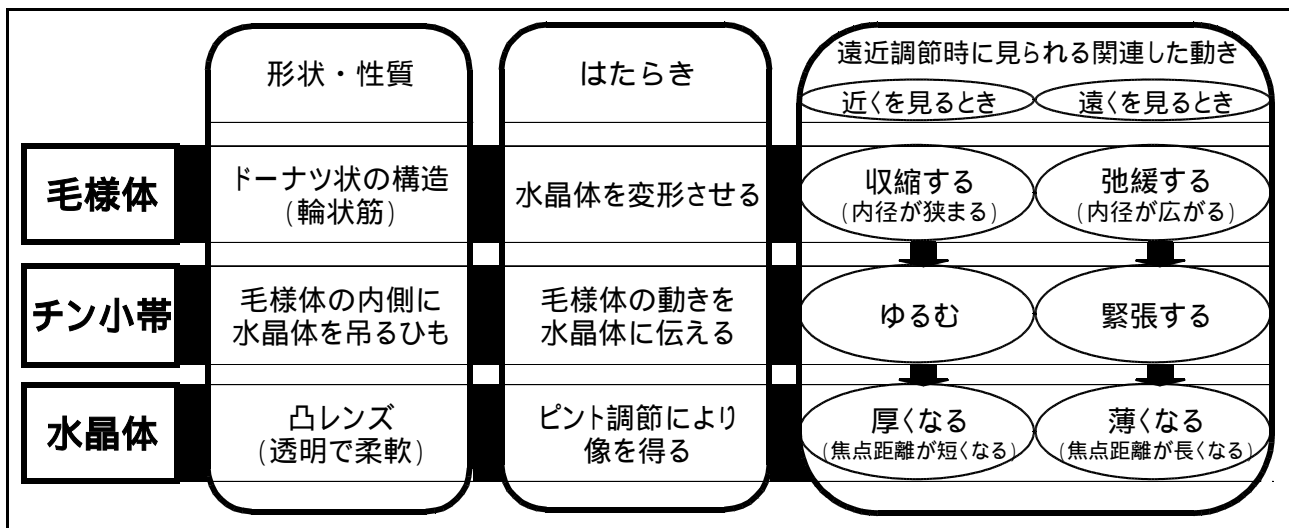 形状・性質
はたらき
遠近調節時に見られる関連した動き
近くを見るとき
遠くを見るとき
毛様体
ドーナツ状の構造
(輪状筋)
水晶体を変形させる
収縮する
(内径が狭まる)
弛緩する
(内径が広がる)
チン小帯
毛様体の内側に
水晶体を吊るひも
毛様体の動きを
水晶体に伝える
ゆるむ
緊張する
水晶体
凸レンズ
(透明で柔軟)
ピント調節により
像を得る
厚くなる
(焦点距離が短くなる)
薄くなる
(焦点距離が長くなる)